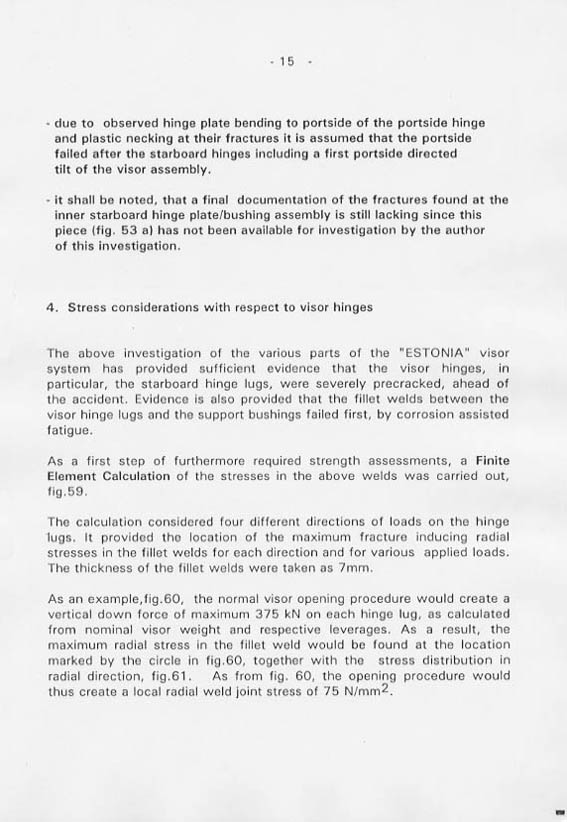 - 15 -
- due to observed hinge plate bending to portside of the portside hinge
and plastic necking at their fractures it is assumed that the portside
failed after the starboard hinges including a first portside directed
tilt of the visor assembly.
- it shall be noted, that a final documentation of the fractures found at the
inner starboard hinge plate/bushing assembly is still lacking since this
piece (fig. 53 a) has not been available for investigation by the author
of this investigation.
4. Stress considerations with respect to visor hinges
The above investigation of the various parts of the "ESTONIA" visor
system has provided sufficient evidence that the visor hinges, in
particular, the starboard hinge lugs, were severely precracked, ahead of
the accident. Evidence is also provided that the fillet welds between the
visor hinge lugs and the support bushings failed first, by corrosion assisted
fatigue.
As a first step of furthermore required strength assessments, a Finite
Element Calculation of the stresses in the above welds was carried out,
fig.59.
The calculation considered four different directions of loads on the hinge
lugs. It provided the location of the maximum fracture inducing radial
stresses in the fillet welds for each direction and for various applied loads.
The thickness of the fillet welds were taken as 7mm.
As an example,fig.60, the normal visor opening procedure would create a
vertical down force of maximum 375 kN on each hinge lug, as calculated
from nominal visor weight and respective leverages. As a result, the
maximum radial stress in the fillet weld would be found at the location
marked by the circle in fig.60, together with the stress distribution in
radial direction, fig.61. As from fig. 60, the opening procedure would
thus create a local radial weld joint stress of 75 N/mm2.